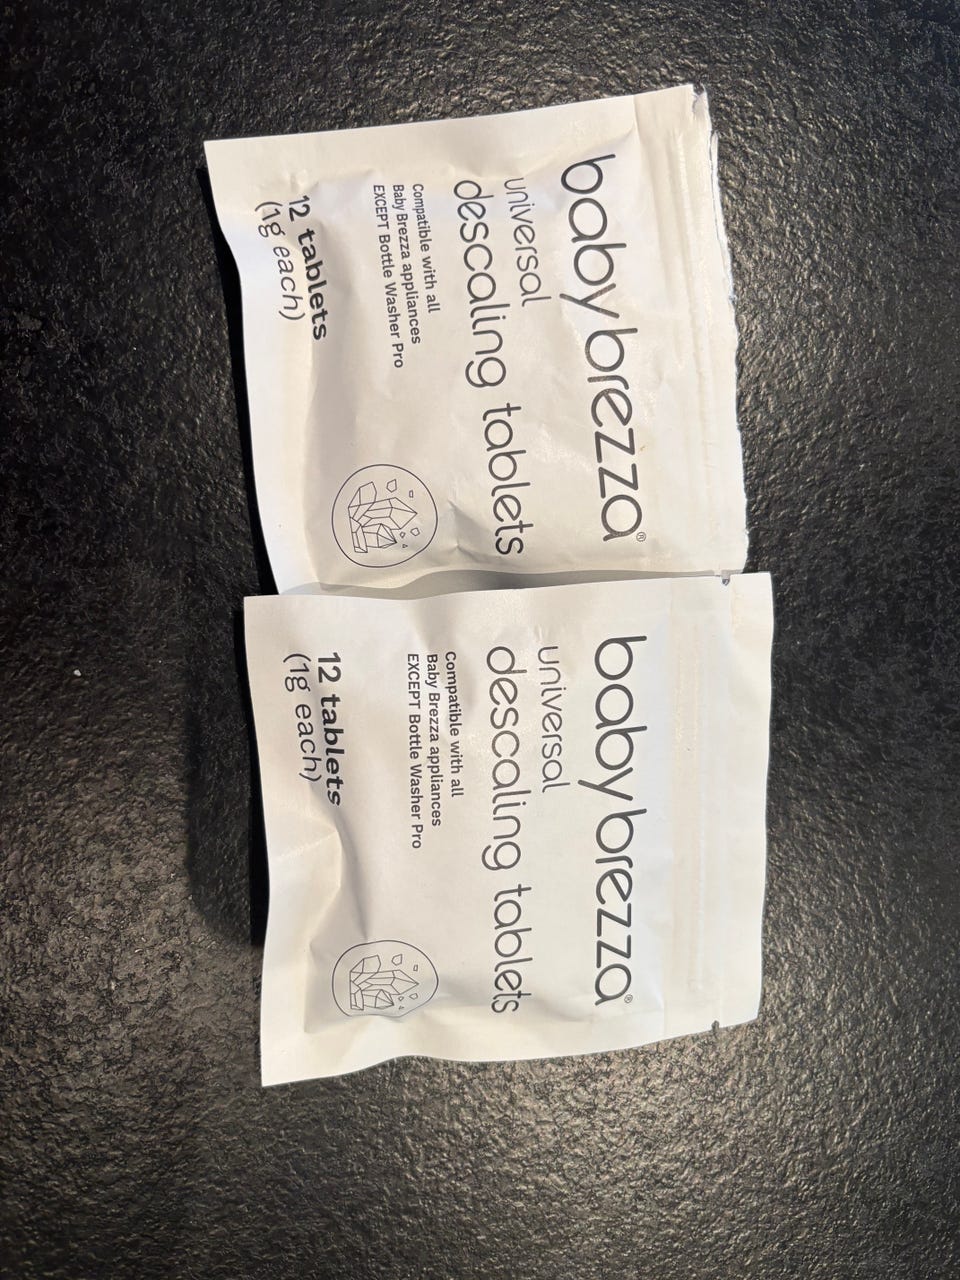 babybrezza®
universal
descaling tablets
Compatible with all
Baby Brezza appliances
EXCEPT Bottle Washer Pro
12 tablets
(1g each)
babybrezza®
universal
descaling tablets
Compatible with all
Baby Brezza appliances
EXCEPT Bottle Washer Pro
12 tablets
(1g each)